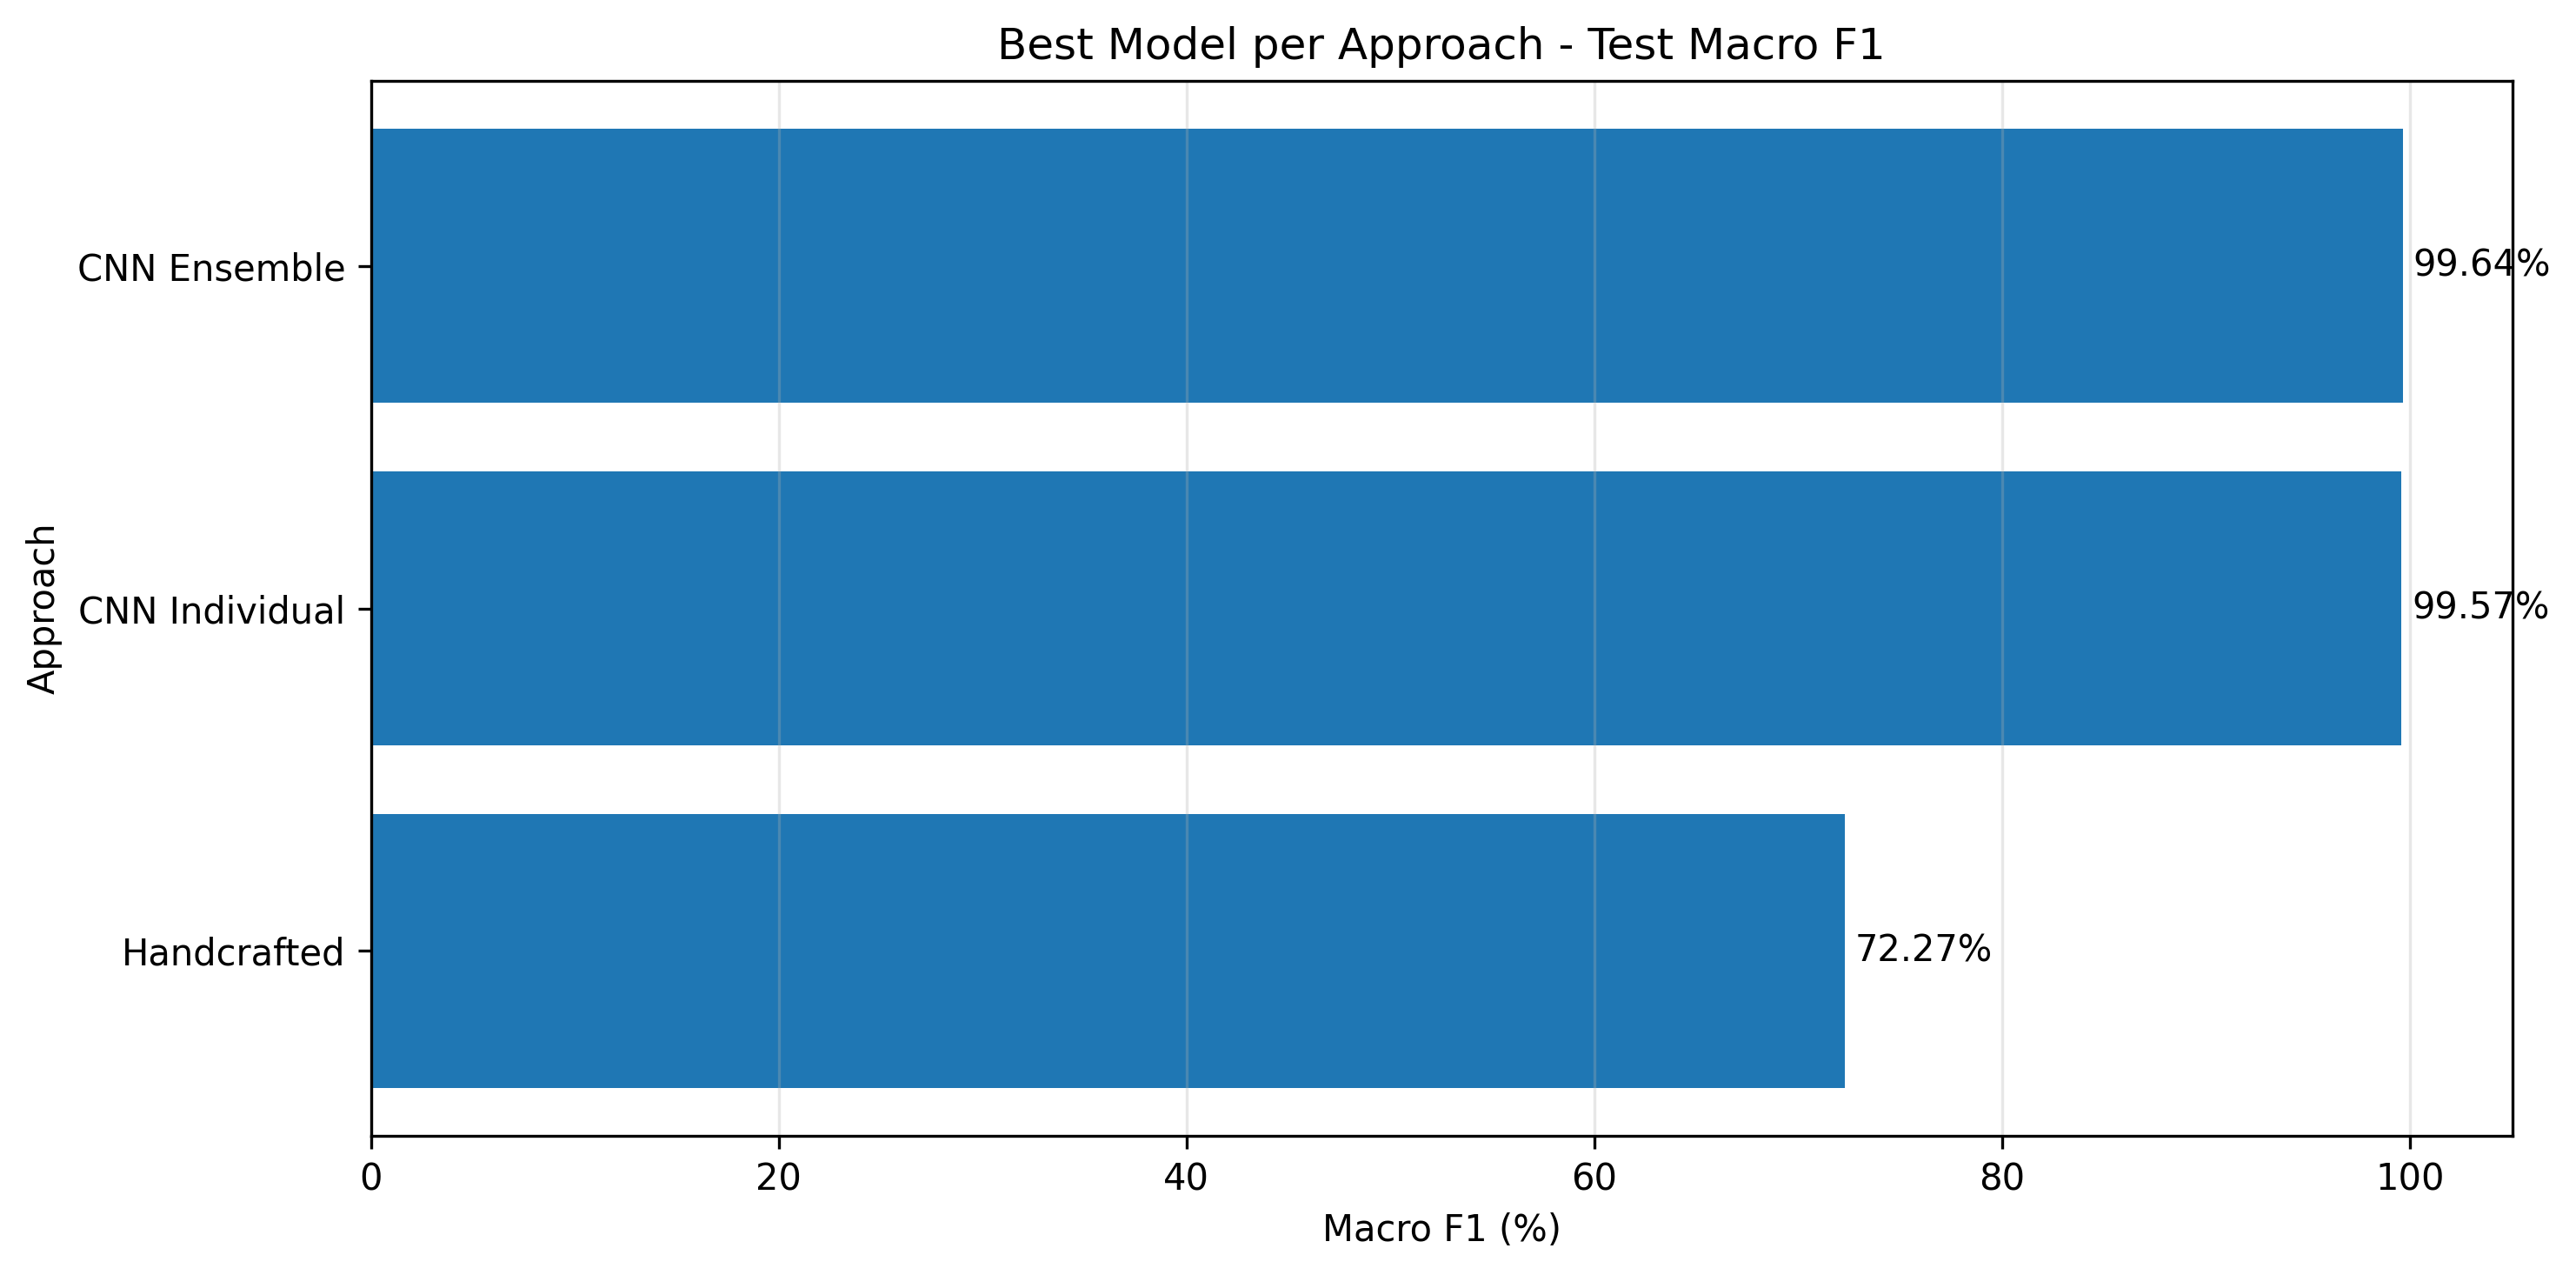 Best Model per Approach - Test Macro F1
Approach
CNN Ensemble
99.64%
CNN Individual
99.57%
Handcrafted
72.27%
0 20 40 60 80 100
Macro F1 (%)